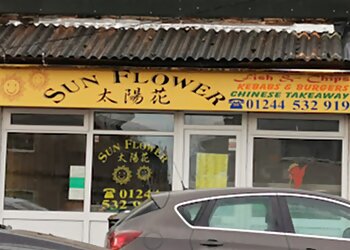 SUN FLOWER
太陽花
Fish & Chips
KEBABS & BURGERS
CHINESE TAKEAWAY
☎01244 532 919
SUN FLOWER
太陽花
☎01244
532 919